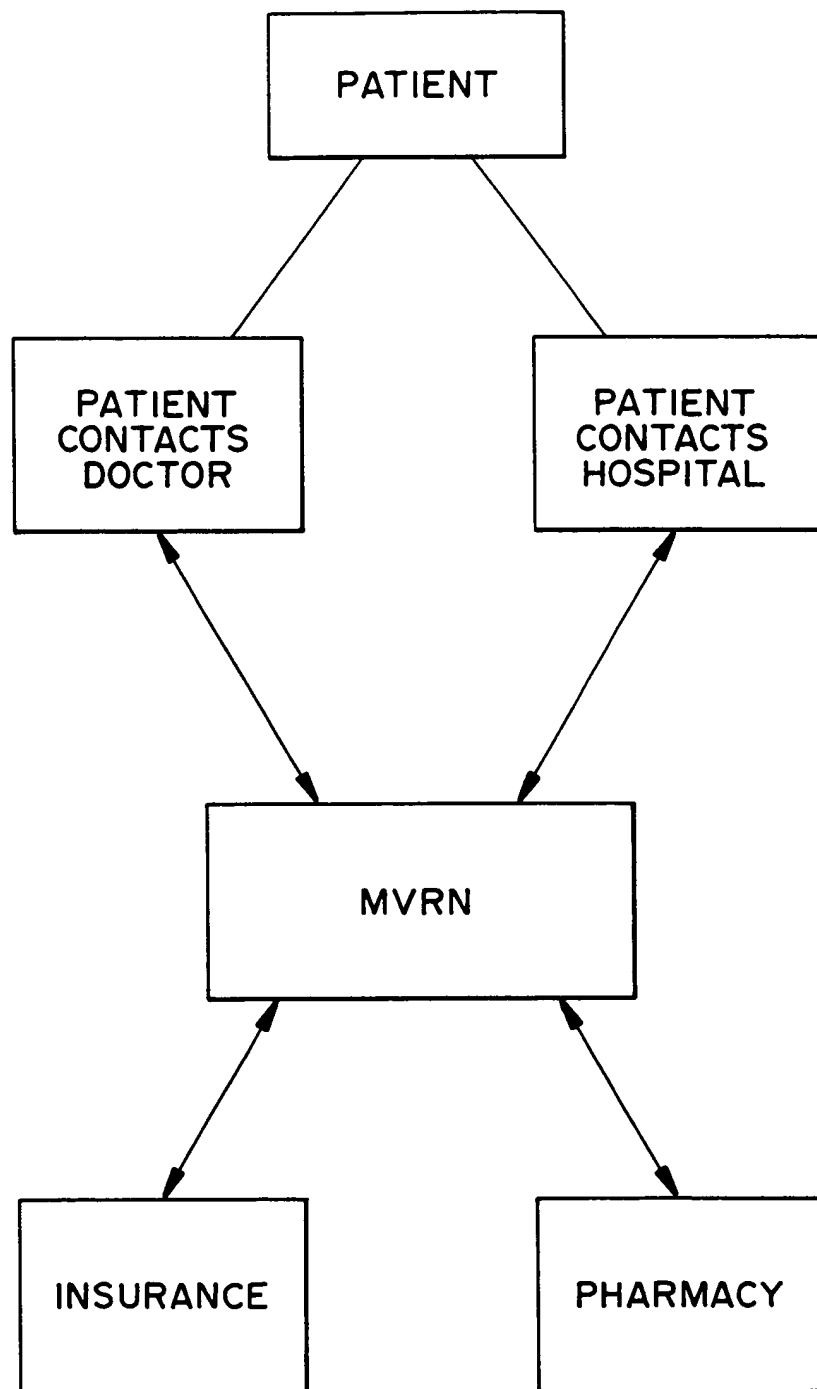 PATIENT
PATIENT
CONTACTS
DOCTOR
PATIENT
CONTACTS
HOSPITAL
MVRN
INSURANCE
PHARMACY